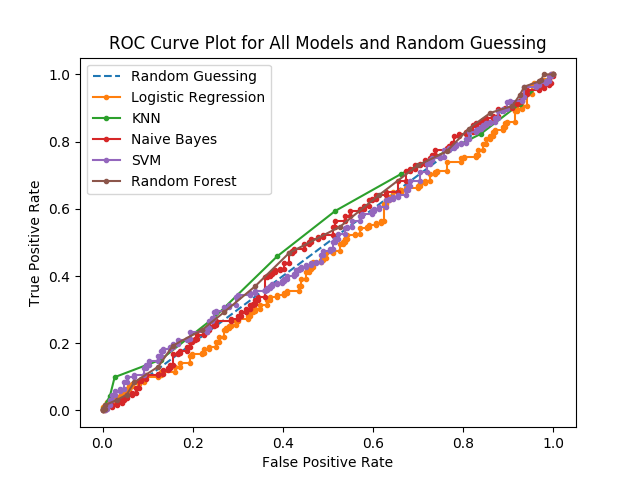 ROC Curve Plot for All Models and Random Guessing
Random Guessing
Logistic Regression
KNN
Naive Bayes
SVM
Random Forest
True Positive Rate
1.0
0.8
0.6
0.4
0.2
0.0
0.0 0.2 0.4 0.6 0.8 1.0
False Positive Rate